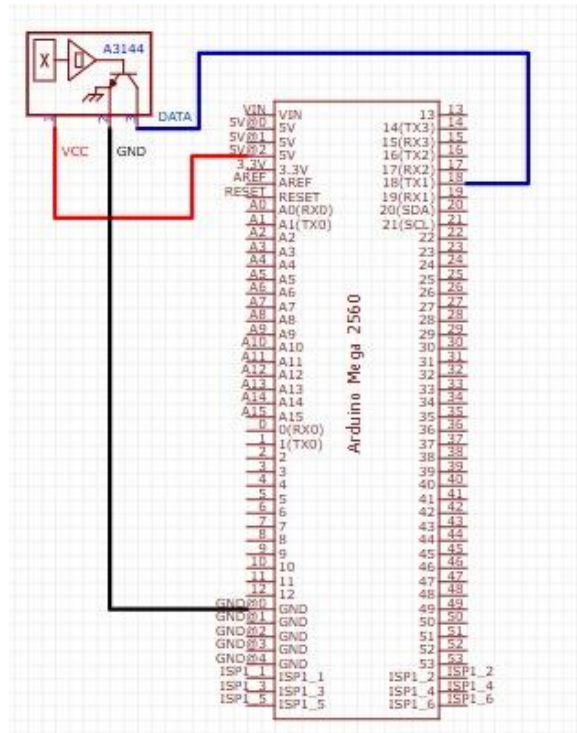 A3144
X
1
2
3
DATA
VCC
GND
Arduino Mega 2560
VIN VIN
5V@0 5V
5V@1 5V
5V@2 5V
3.3V 3.3V
AREF AREF
RESET RESET
A0 A0(RX0)
A1 A1(TX0)
A2 A2
A3 A3
A4 A4
A5 A5
A6 A6
A7 A7
A8 A8
A9 A9
A10 A10
A11 A11
A12 A12
A13 A13
A14 A14
A15 A15
0 0(RX0)
1 1(TX0)
2 2
3 3
4 4
5 5
6 6
7 7
8 8
9 9
10 10
11 11
12 12
GND@0 GND
GND@1 GND
GND@2 GND
GND@3 GND
GND@4 GND
ISP1_1 ISP1_1
ISP1_3 ISP1_3
ISP1_5 ISP1_5
13 13
14(TX3) 14
15(RX3) 15
16(TX2) 16
17(RX2) 17
18(TX1) 18
19(RX1) 19
20(SDA) 20
21(SCL) 21
22 22
23 23
24 24
25 25
26 26
27 27
28 28
29 29
30 30
31 31
32 32
33 33
34 34
35 35
36 36
37 37
38 38
39 39
40 40
41 41
42 42
43 43
44 44
45 45
46 46
47 47
48 48
49 49
50 50
51 51
52 52
53 53
ISP1_2 ISP1_2
ISP1_4 ISP1_4
ISP1_6 ISP1_6